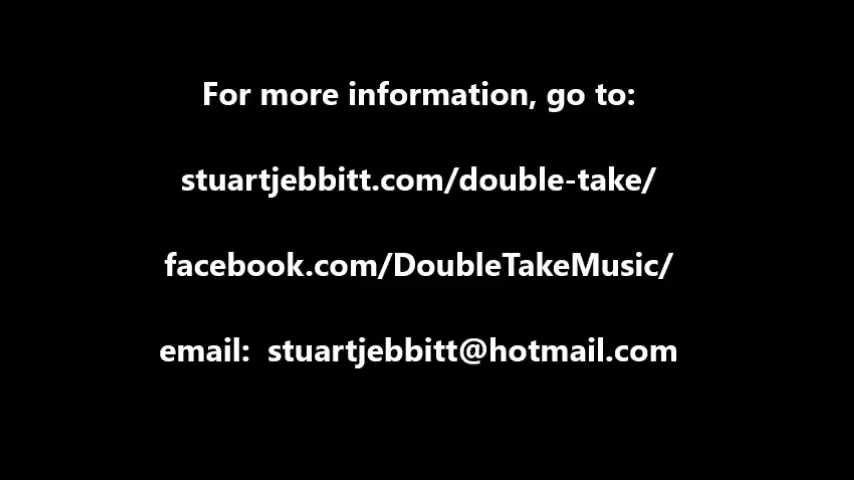 For more information, go to:
stuartjebbitt.com/double-take/
facebook.com/DoubleTakeMusic/
email:  stuartjebbitt@hotmail.com